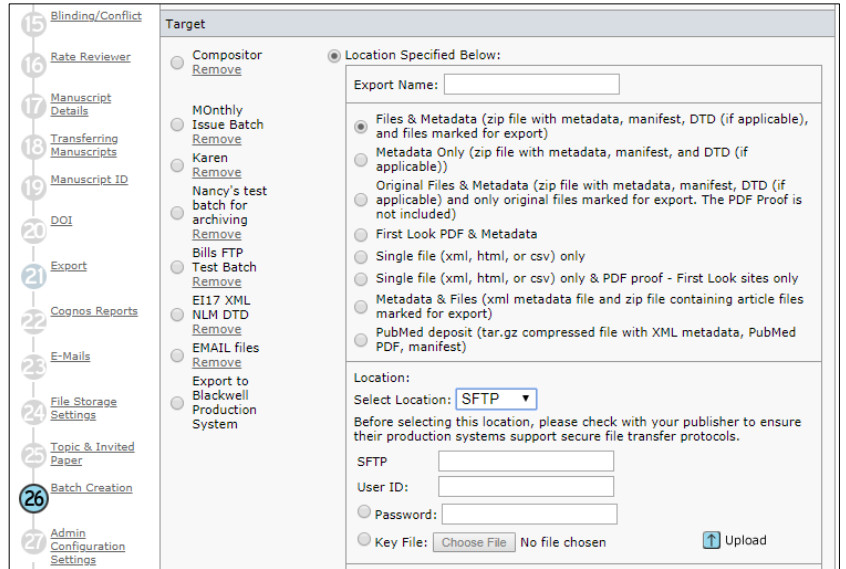 15 Blinding/Conflict
16 Rate Reviewer
17 Manuscript
Details
18 Transferring
Manuscripts
19 Manuscript ID
20 DOI
21 Export
22 Cognos Reports
23 E-Mails
24 File Storage
Settings
25 Topic & Invited
Paper
26 Batch Creation
27 Admin
Configuration
Settings
Target
Compositor
Remove
MOnthly
Issue Batch
Remove
Karen
Remove
Nancy's test
batch for
archiving
Remove
Bills FTP
Test Batch
Remove
EI17 XML
NLM DTD
Remove
EMAIL files
Remove
Export to
Blackwell
Production
System
Location Specified Below:
Export Name:
Files & Metadata (zip file with metadata, manifest, DTD (if applicable),
and files marked for export)
Metadata Only (zip file with metadata, manifest, and DTD (if
applicable))
Original Files & Metadata (zip file with metadata, manifest, DTD (if
applicable) and only original files marked for export. The PDF Proof is
not included)
First Look PDF & Metadata
Single file (xml, html, or csv) only
Single file (xml, html, or csv) only & PDF proof - First Look sites only
Metadata & Files (xml metadata file and zip file containing article files
marked for export)
PubMed deposit (tar.gz compressed file with XML metadata, PubMed
PDF, manifest)
Location:
Select Location: SFTP
Before selecting this location, please check with your publisher to ensure
their production systems support secure file transfer protocols.
SFTP
User ID:
Password:
Key File: Choose File No file chosen Upload